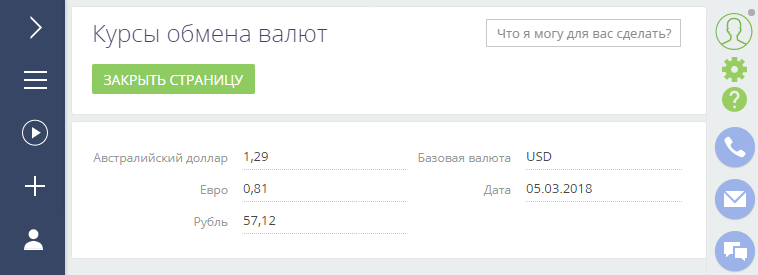 Курсы обмена валют
Что я могу для вас сделать?
ЗАКРЫТЬ СТРАНИЦУ
Австралийский доллар 1,29 Базовая валюта USD
Евро 0,81 Дата 05.03.2018
Рубль 57,12